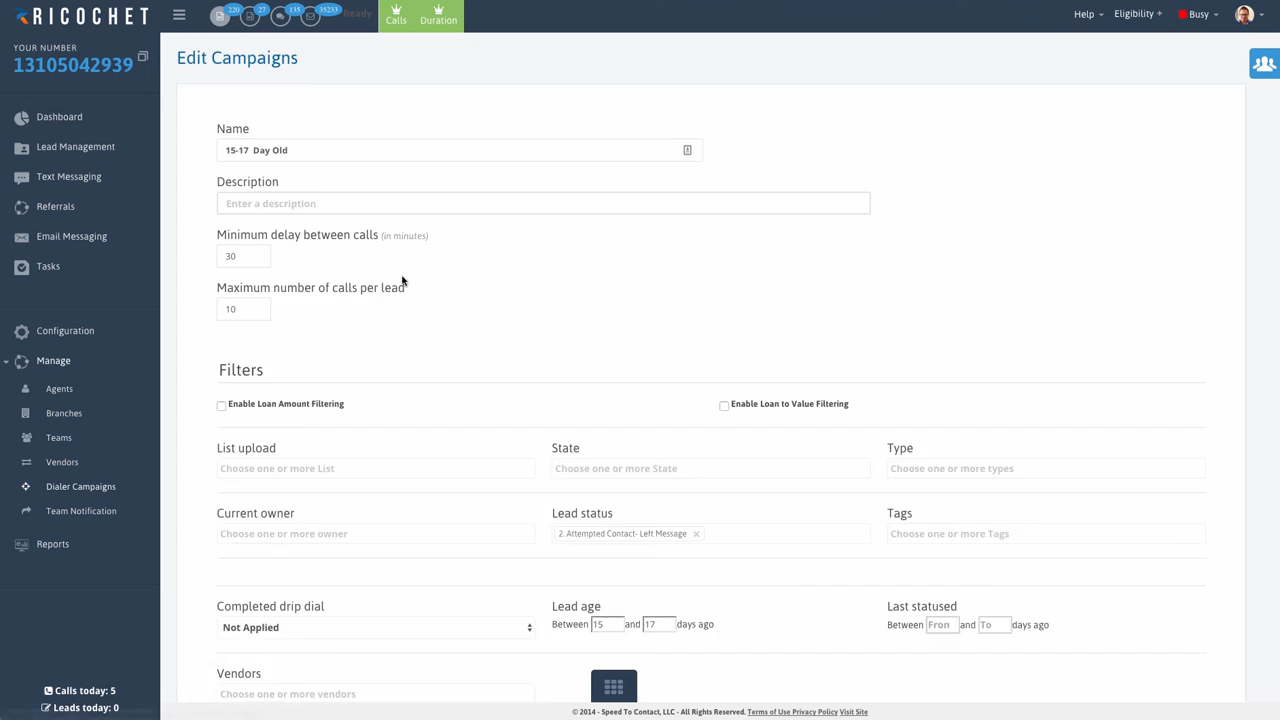 RICOCHET
220
27
135
35233
Ready
Calls
Duration
Help
Eligibility +
Busy
YOUR NUMBER
13105042939
Dashboard
Lead Management
Text Messaging
Referrals
Email Messaging
Tasks
Configuration
Manage
Agents
Branches
Teams
Vendors
Dialer Campaigns
Team Notification
Reports
Calls today: 5
Leads today: 0
Edit Campaigns
Name
15-17 Day Old
Description
Enter a description
Minimum delay between calls (in minutes)
30
Maximum number of calls per lead
10
Filters
Enable Loan Amount Filtering
Enable Loan to Value Filtering
List upload
State
Type
Choose one or more List
Choose one or more State
Choose one or more types
Current owner
Lead status
Tags
Choose one or more owner
2. Attempted Contact- Left Message ×
Choose one or more Tags
Completed drip dial
Lead age
Last statused
Not Applied
Between 15 and 17 days ago
Between Fron and To days ago
Vendors
Choose one or more vendors
© 2014 - Speed To Contact, LLC - All Rights Reserved. Terms of Use Privacy Policy Visit Site